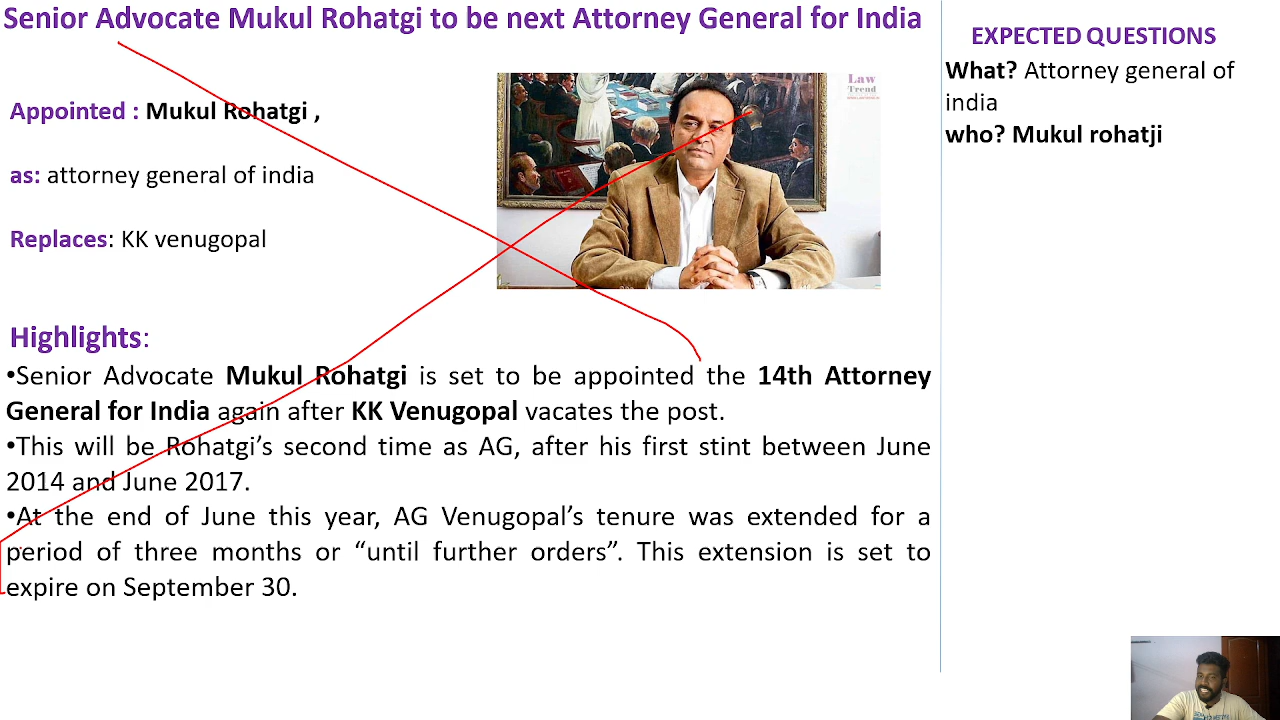 Senior Advocate Mukul Rohatgi to be next Attorney General for India
Appointed : Mukul Rohatgi ,
as: attorney general of india
Replaces: KK venugopal
Law
Trend
Highlights:
•Senior Advocate Mukul Rohatgi is set to be appointed the 14th Attorney
General for India again after KK Venugopal vacates the post.
•This will be Rohatgi’s second time as AG, after his first stint between June
2014 and June 2017.
•At the end of June this year, AG Venugopal’s tenure was extended for a
period of three months or “until further orders”. This extension is set to
expire on September 30.
EXPECTED QUESTIONS
What? Attorney general of
india
who? Mukul rohatji